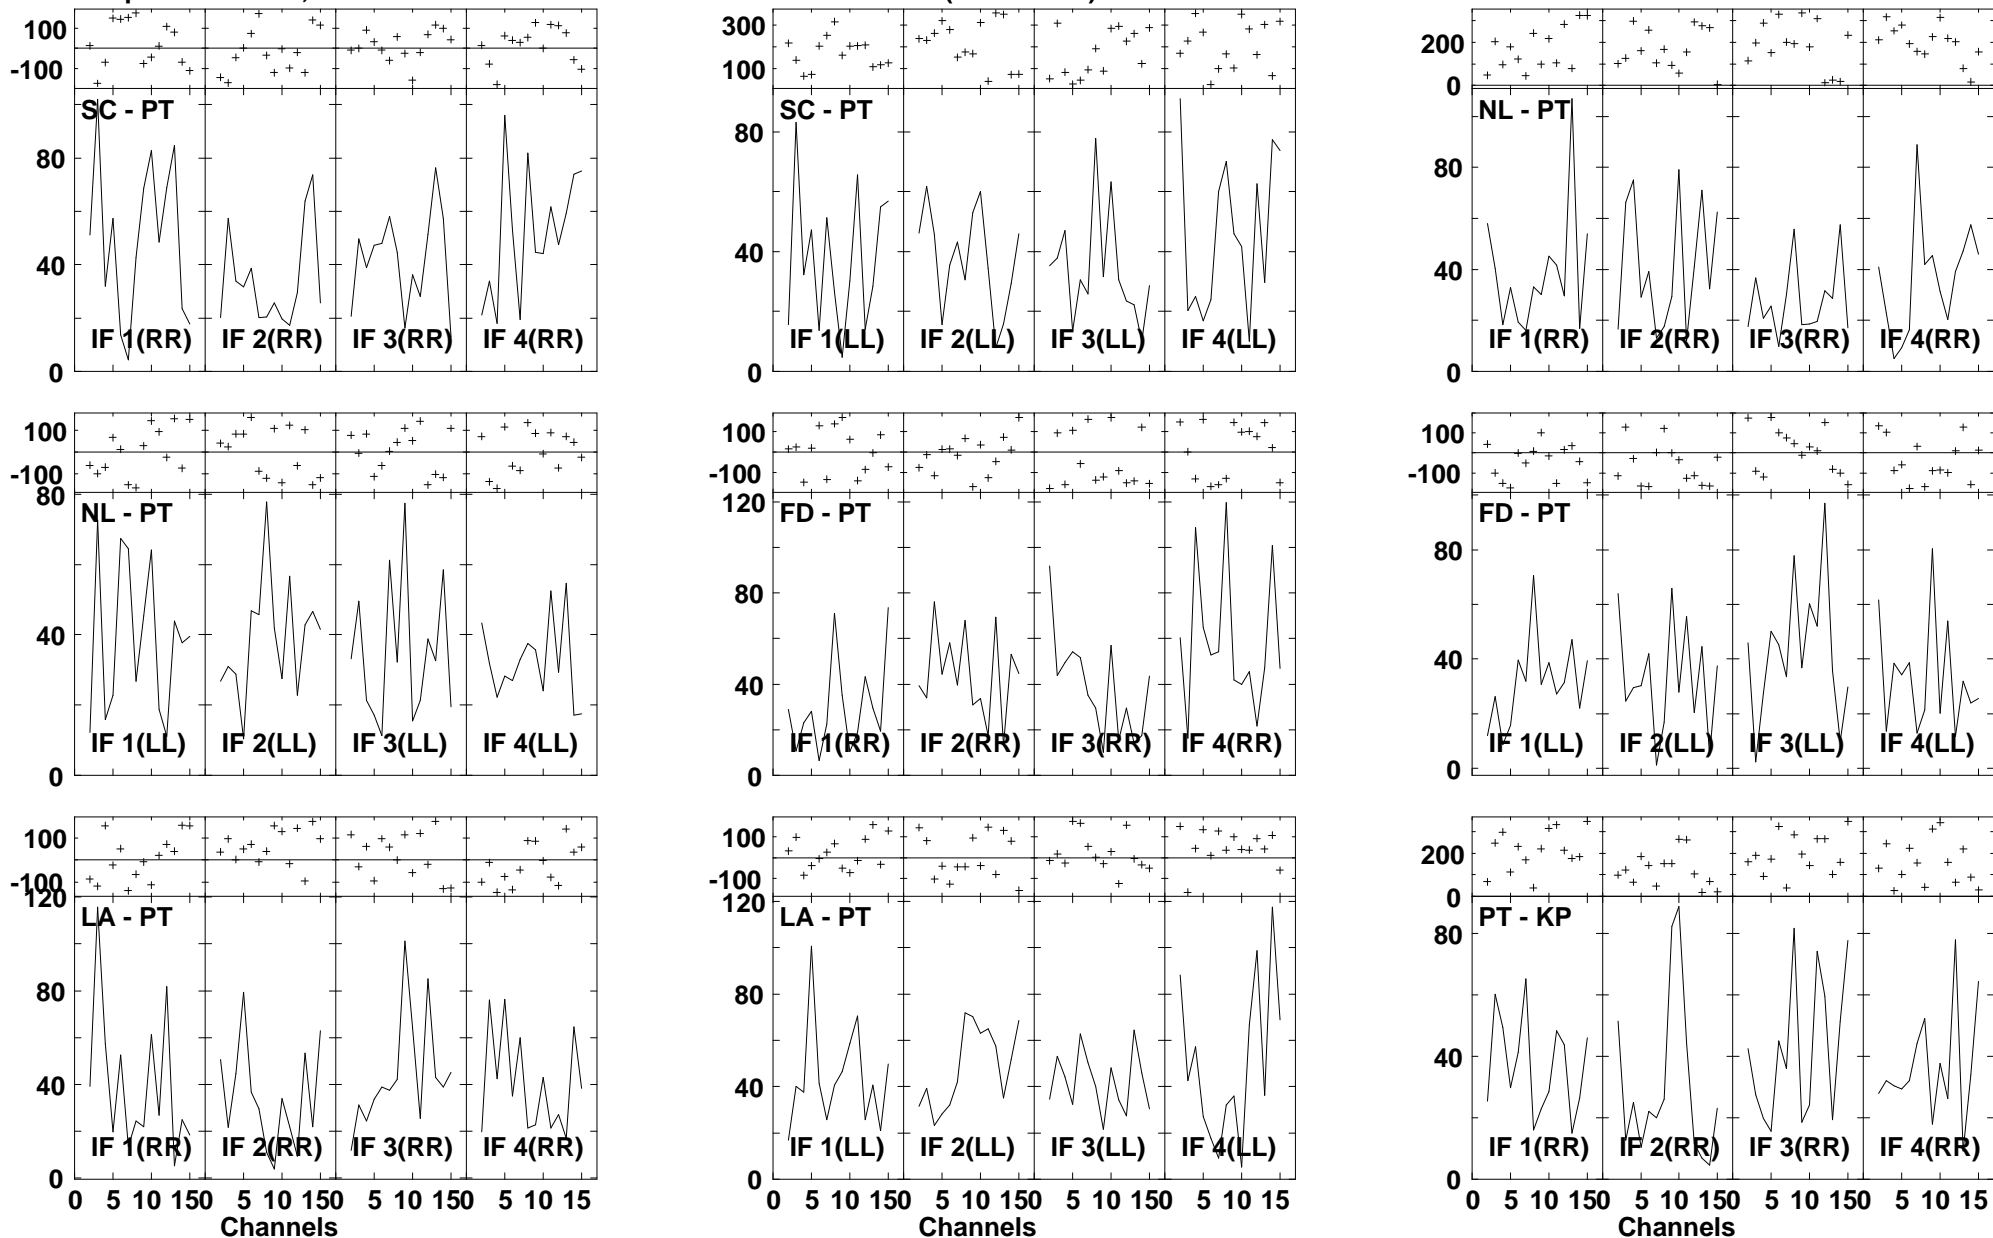 100 300 200
-100 100 0
SC - PT SC - PT NL - PT
80 80 80
40 40 40
IF 1(RR) IF 2(RR) IF 3(RR) IF 4(RR) IF 1(LL) IF 2(LL) IF 3(LL) IF 4(LL) IF 1(RR) IF 2(RR) IF 3(RR) IF 4(RR)
0 0 0
100 100 100
-100 -100 -100
80 120
NL - PT FD - PT FD - PT
80 80
40 40 40
IF 1(LL) IF 2(LL) IF 3(LL) IF 4(LL) IF 1(RR) IF 2(RR) IF 3(RR) IF 4(RR) IF 1(LL) IF 2(LL) IF 3(LL) IF 4(LL)
0 0 0
100 100 200
-100 -100 0
120 120
LA - PT LA - PT PT - KP
80 80 80
40 40 40
IF 1(RR) IF 2(RR) IF 3(RR) IF 4(RR) IF 1(LL) IF 2(LL) IF 3(LL) IF 4(LL) IF 1(RR) IF 2(RR) IF 3(RR) IF 4(RR)
0 0 0
0 5 10 150 5 10 150 5 10 150 5 10 15 0 5 10 150 5 10 150 5 10 150 5 10 15 0 5 10 150 5 10 150 5 10 150 5 10 15
Channels Channels Channels